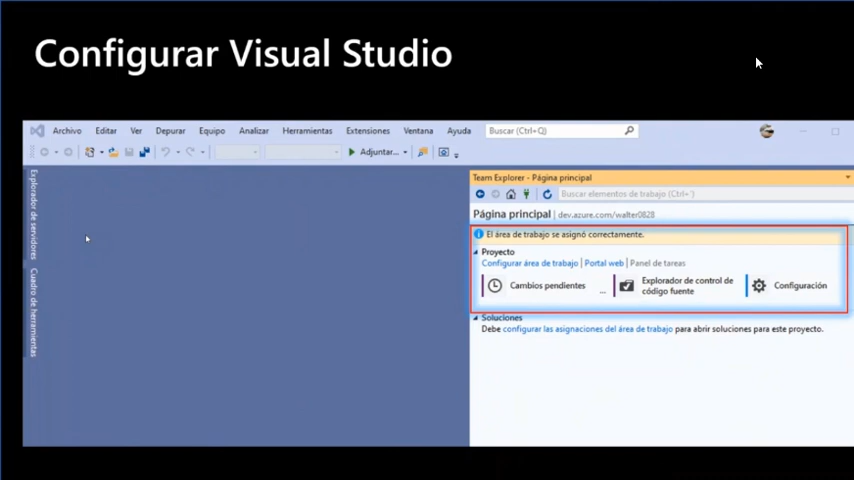 Configurar Visual Studio
Archivo Editar Ver Depurar Equipo Analizar Herramientas Extensiones Ventana Ayuda Buscar (Ctrl+Q)
Adjuntar...
Explorador de servidores
Cuadro de herramientas
Team Explorer - Página principal
Buscar elementos de trabajo (Ctrl+')
Página principal | dev.azure.com/walter0828
El área de trabajo se asignó correctamente.
Proyecto
Configurar área de trabajo | Portal web | Panel de tareas
Cambios pendientes ...
Explorador de control de
código fuente
Configuración
Soluciones
Debe configurar las asignaciones del área de trabajo para abrir soluciones para este proyecto.